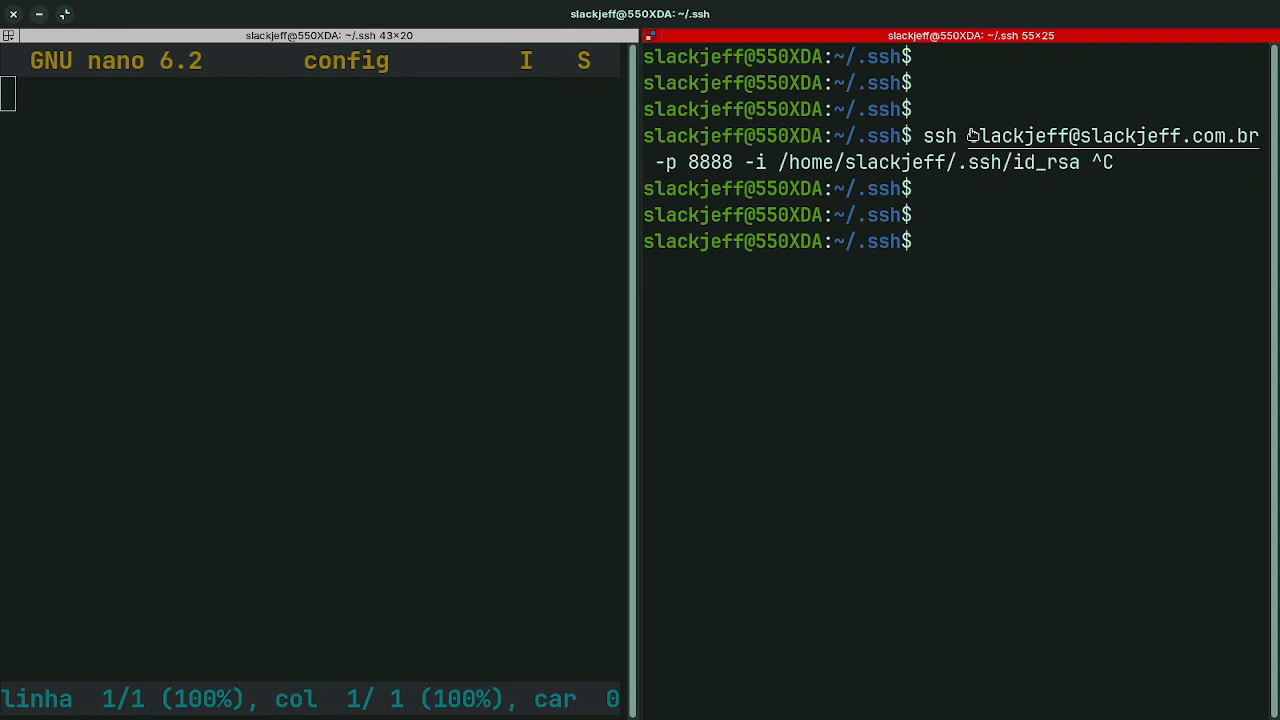 slackjeff@550XDA: ~/.ssh
slackjeff@550XDA: ~/.ssh 43×20
GNU nano 6.2 config I S
linha 1/1 (100%), col 1/ 1 (100%), car 0
slackjeff@550XDA: ~/.ssh 55×25
slackjeff@550XDA:~/.ssh$
slackjeff@550XDA:~/.ssh$
slackjeff@550XDA:~/.ssh$
slackjeff@550XDA:~/.ssh$ ssh slackjeff@slackjeff.com.br
-p 8888 -i /home/slackjeff/.ssh/id_rsa ^C
slackjeff@550XDA:~/.ssh$
slackjeff@550XDA:~/.ssh$
slackjeff@550XDA:~/.ssh$